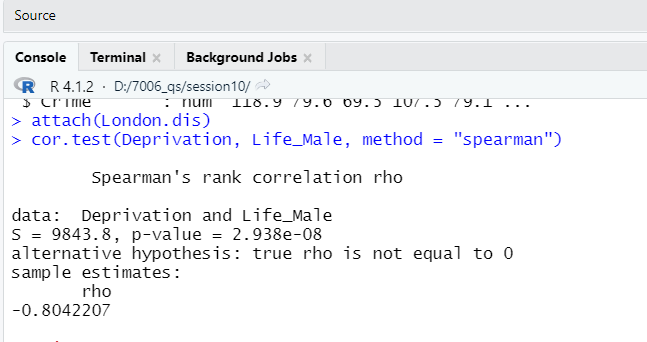 Source
Console Terminal Background Jobs
R R 4.1.2 · D:/7006_qs/session10/
$ Crime : num 118.9 79.6 69.5 107.5 79.1 ...
> attach(London.dis)
> cor.test(Deprivation, Life_Male, method = "spearman")
Spearman's rank correlation rho
data: Deprivation and Life_Male
S = 9843.8, p-value = 2.938e-08
alternative hypothesis: true rho is not equal to 0
sample estimates:
rho
-0.8042207